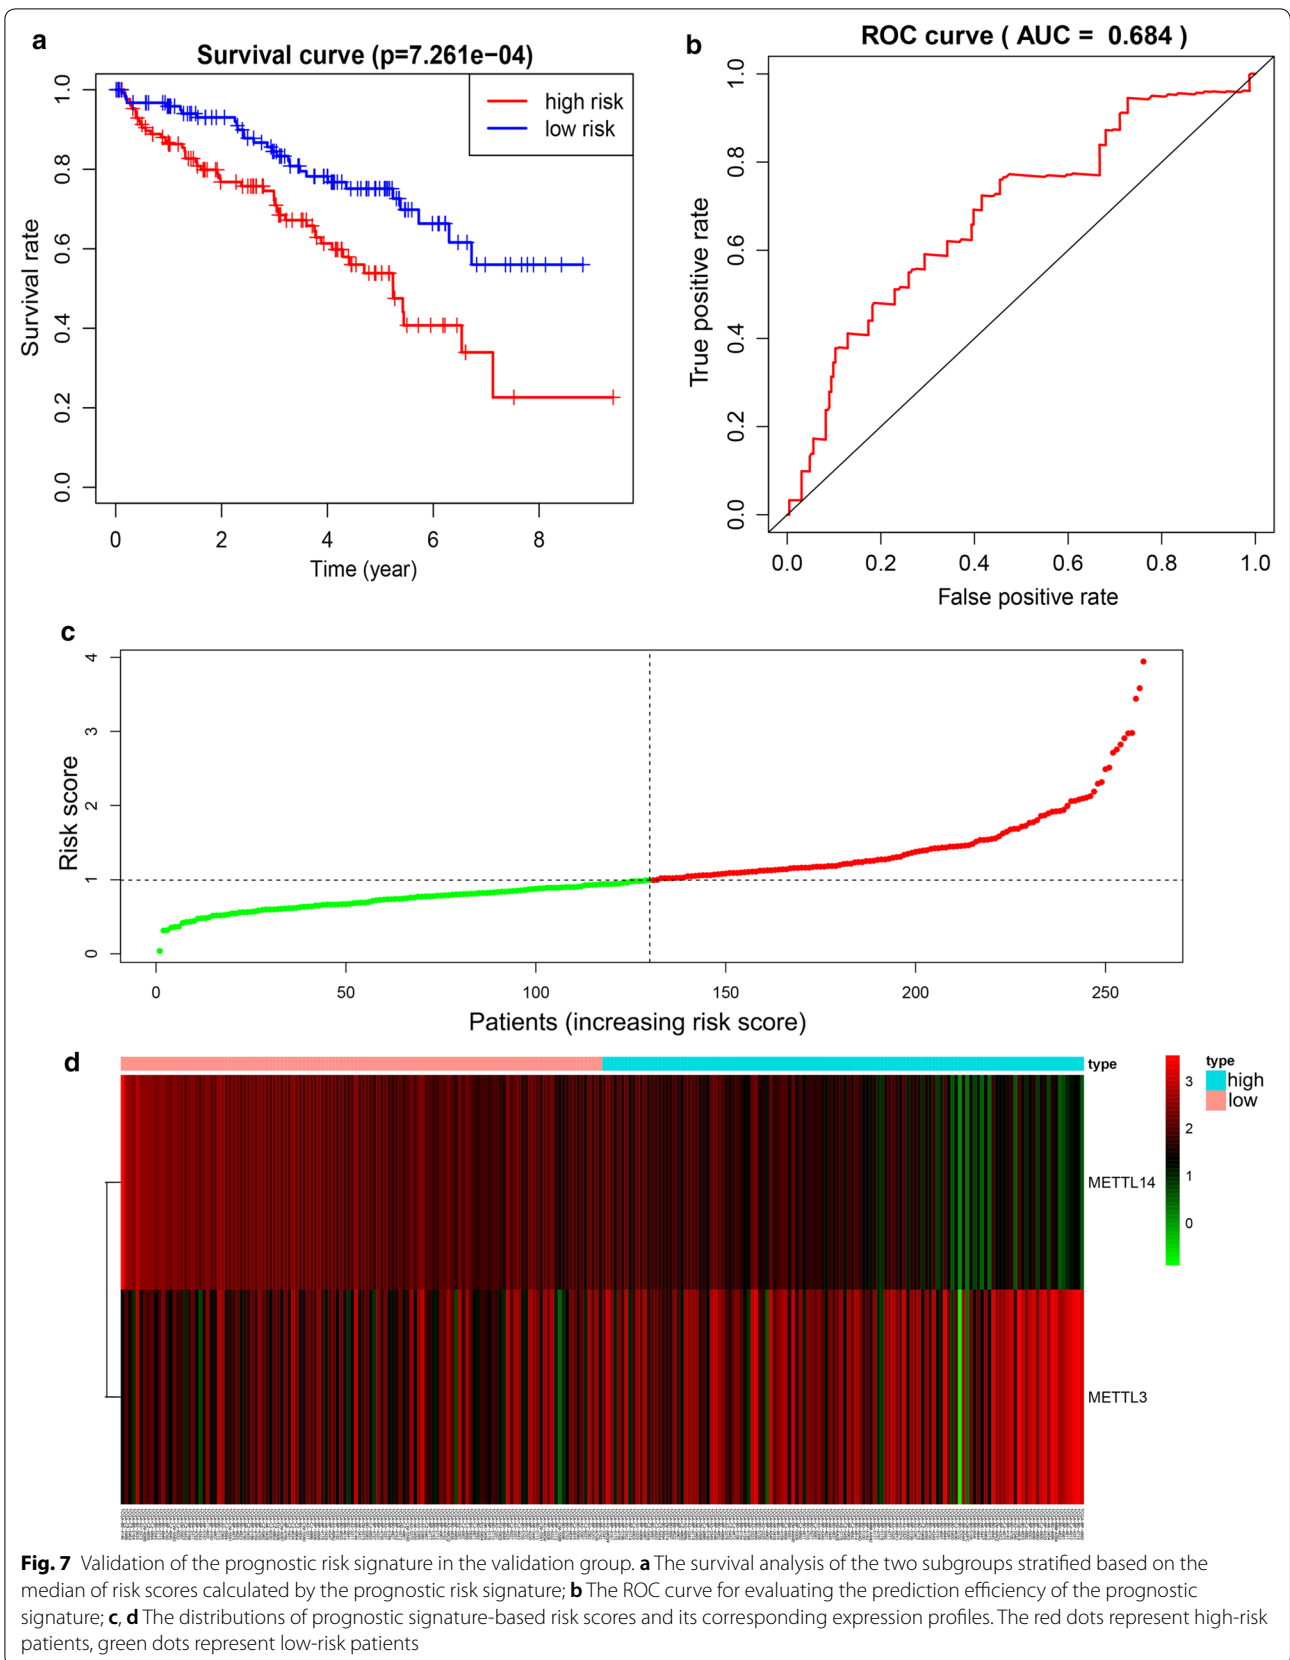 a
Survival curve (p=7.261e−04)
high risk
low risk
Survival rate
0.0 0.2 0.4 0.6 0.8 1.0
0 2 4 6 8
Time (year)
b
ROC curve ( AUC = 0.684 )
True positive rate
0.0 0.2 0.4 0.6 0.8 1.0
0.0 0.2 0.4 0.6 0.8 1.0
False positive rate
c
Risk score
0 1 2 3 4
0 50 100 150 200 250
Patients (increasing risk score)
d
type
METTL14
METTL3
3
2
1
0
type
high
low
Fig. 7 Validation of the prognostic risk signature in the validation group. a The survival analysis of the two subgroups stratified based on the
median of risk scores calculated by the prognostic risk signature; b The ROC curve for evaluating the prediction efficiency of the prognostic
signature; c, d The distributions of prognostic signature-based risk scores and its corresponding expression profiles. The red dots represent high-risk
patients, green dots represent low-risk patients